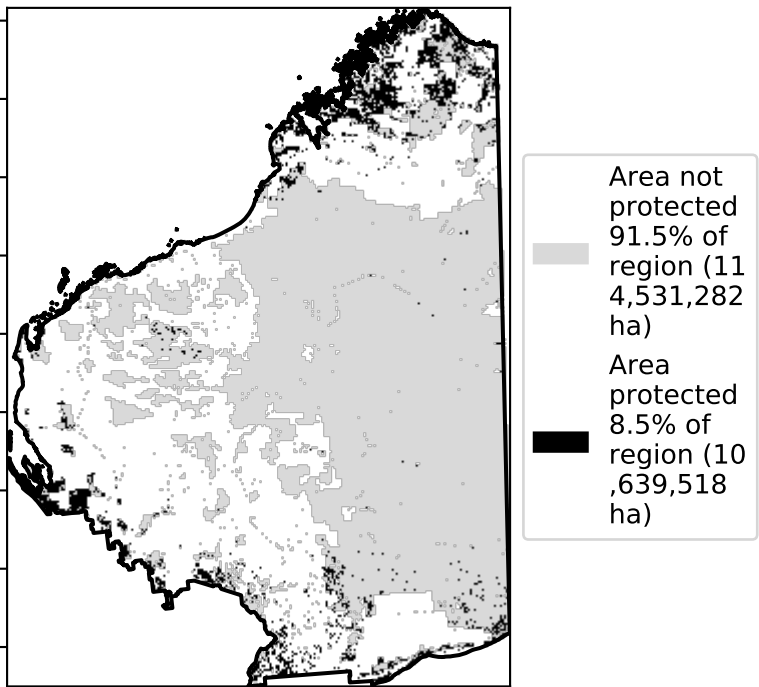 Area not
protected
91.5% of
region (11
4,531,282
ha)
Area
protected
8.5% of
region (10
,639,518
ha)